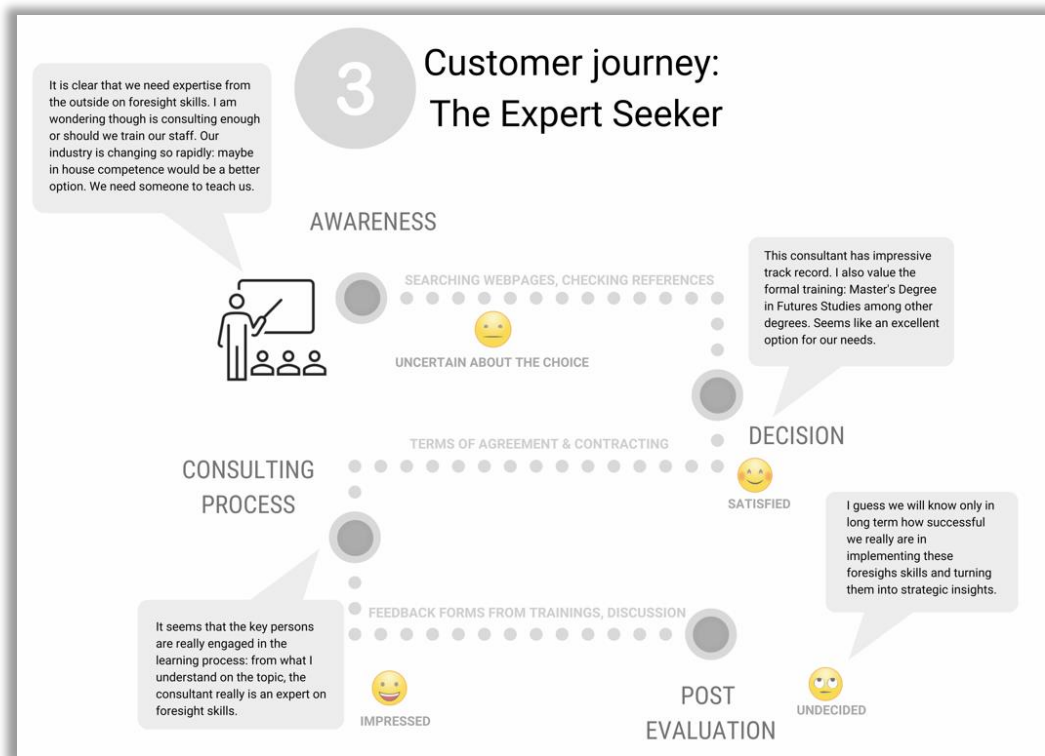 3
Customer journey:
The Expert Seeker
It is clear that we need expertise from
the outside on foresight skills. I am
wondering though is consulting enough
or should we train our staff. Our
industry is changing so rapidly: maybe
in house competence would be a better
option. We need someone to teach us.
AWARENESS
SEARCHING WEBPAGES, CHECKING REFERENCES
UNCERTAIN ABOUT THE CHOICE
This consultant has impressive
track record. I also value the
formal training: Master's Degree
in Futures Studies among other
degrees. Seems like an excellent
option for our needs.
DECISION
SATISFIED
TERMS OF AGREEMENT & CONTRACTING
CONSULTING
PROCESS
It seems that the key persons
are really engaged in the
learning process: from what I
understand on the topic, the
consultant really is an expert on
foresight skills.
FEEDBACK FORMS FROM TRAININGS, DISCUSSION
IMPRESSED
I guess we will know only in
long term how successful
we really are in
implementing these
foresighs skills and turning
them into strategic insights.
POST
EVALUATION
UNDECIDED